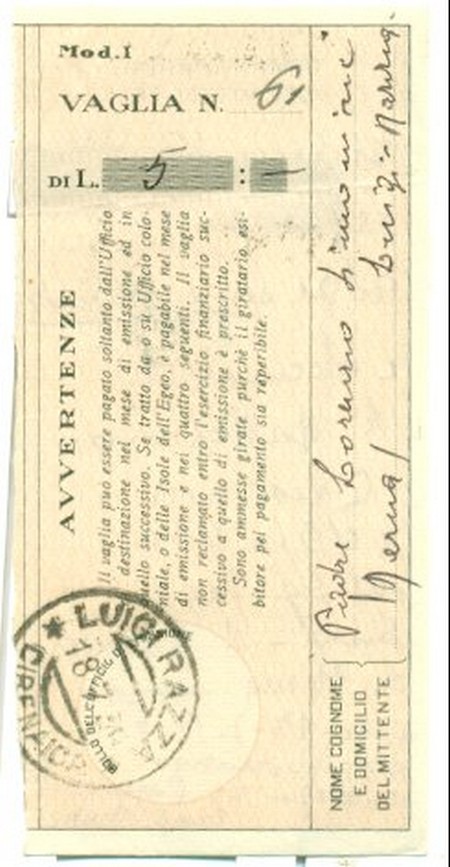 Mod. I
VAGLIA N. 61
DI L. 5 : —
AVVERTENZE
Il vaglia può essere pagato soltanto dall'Ufficio
destinazione nel mese di emissione ed in
quello successivo. Se tratto da o su Ufficio colo-
niale, o delle Isole dell'Egeo, è pagabile nel mese
di emissione e nei quattro seguenti. Il vaglia
non reclamato entro l'esercizio finanziario suc-
cessivo a quello di emissione è prescritto.
Sono ammesse girate purchè il giratario esi-
bitore pel pagamento sia reperibile.
LUIGI RAZZA
CIRENAICA
BOLLO DELL'UFFICIO
NOME COGNOME
E DOMICILIO
DEL MITTENTE
Padre Lorenzo